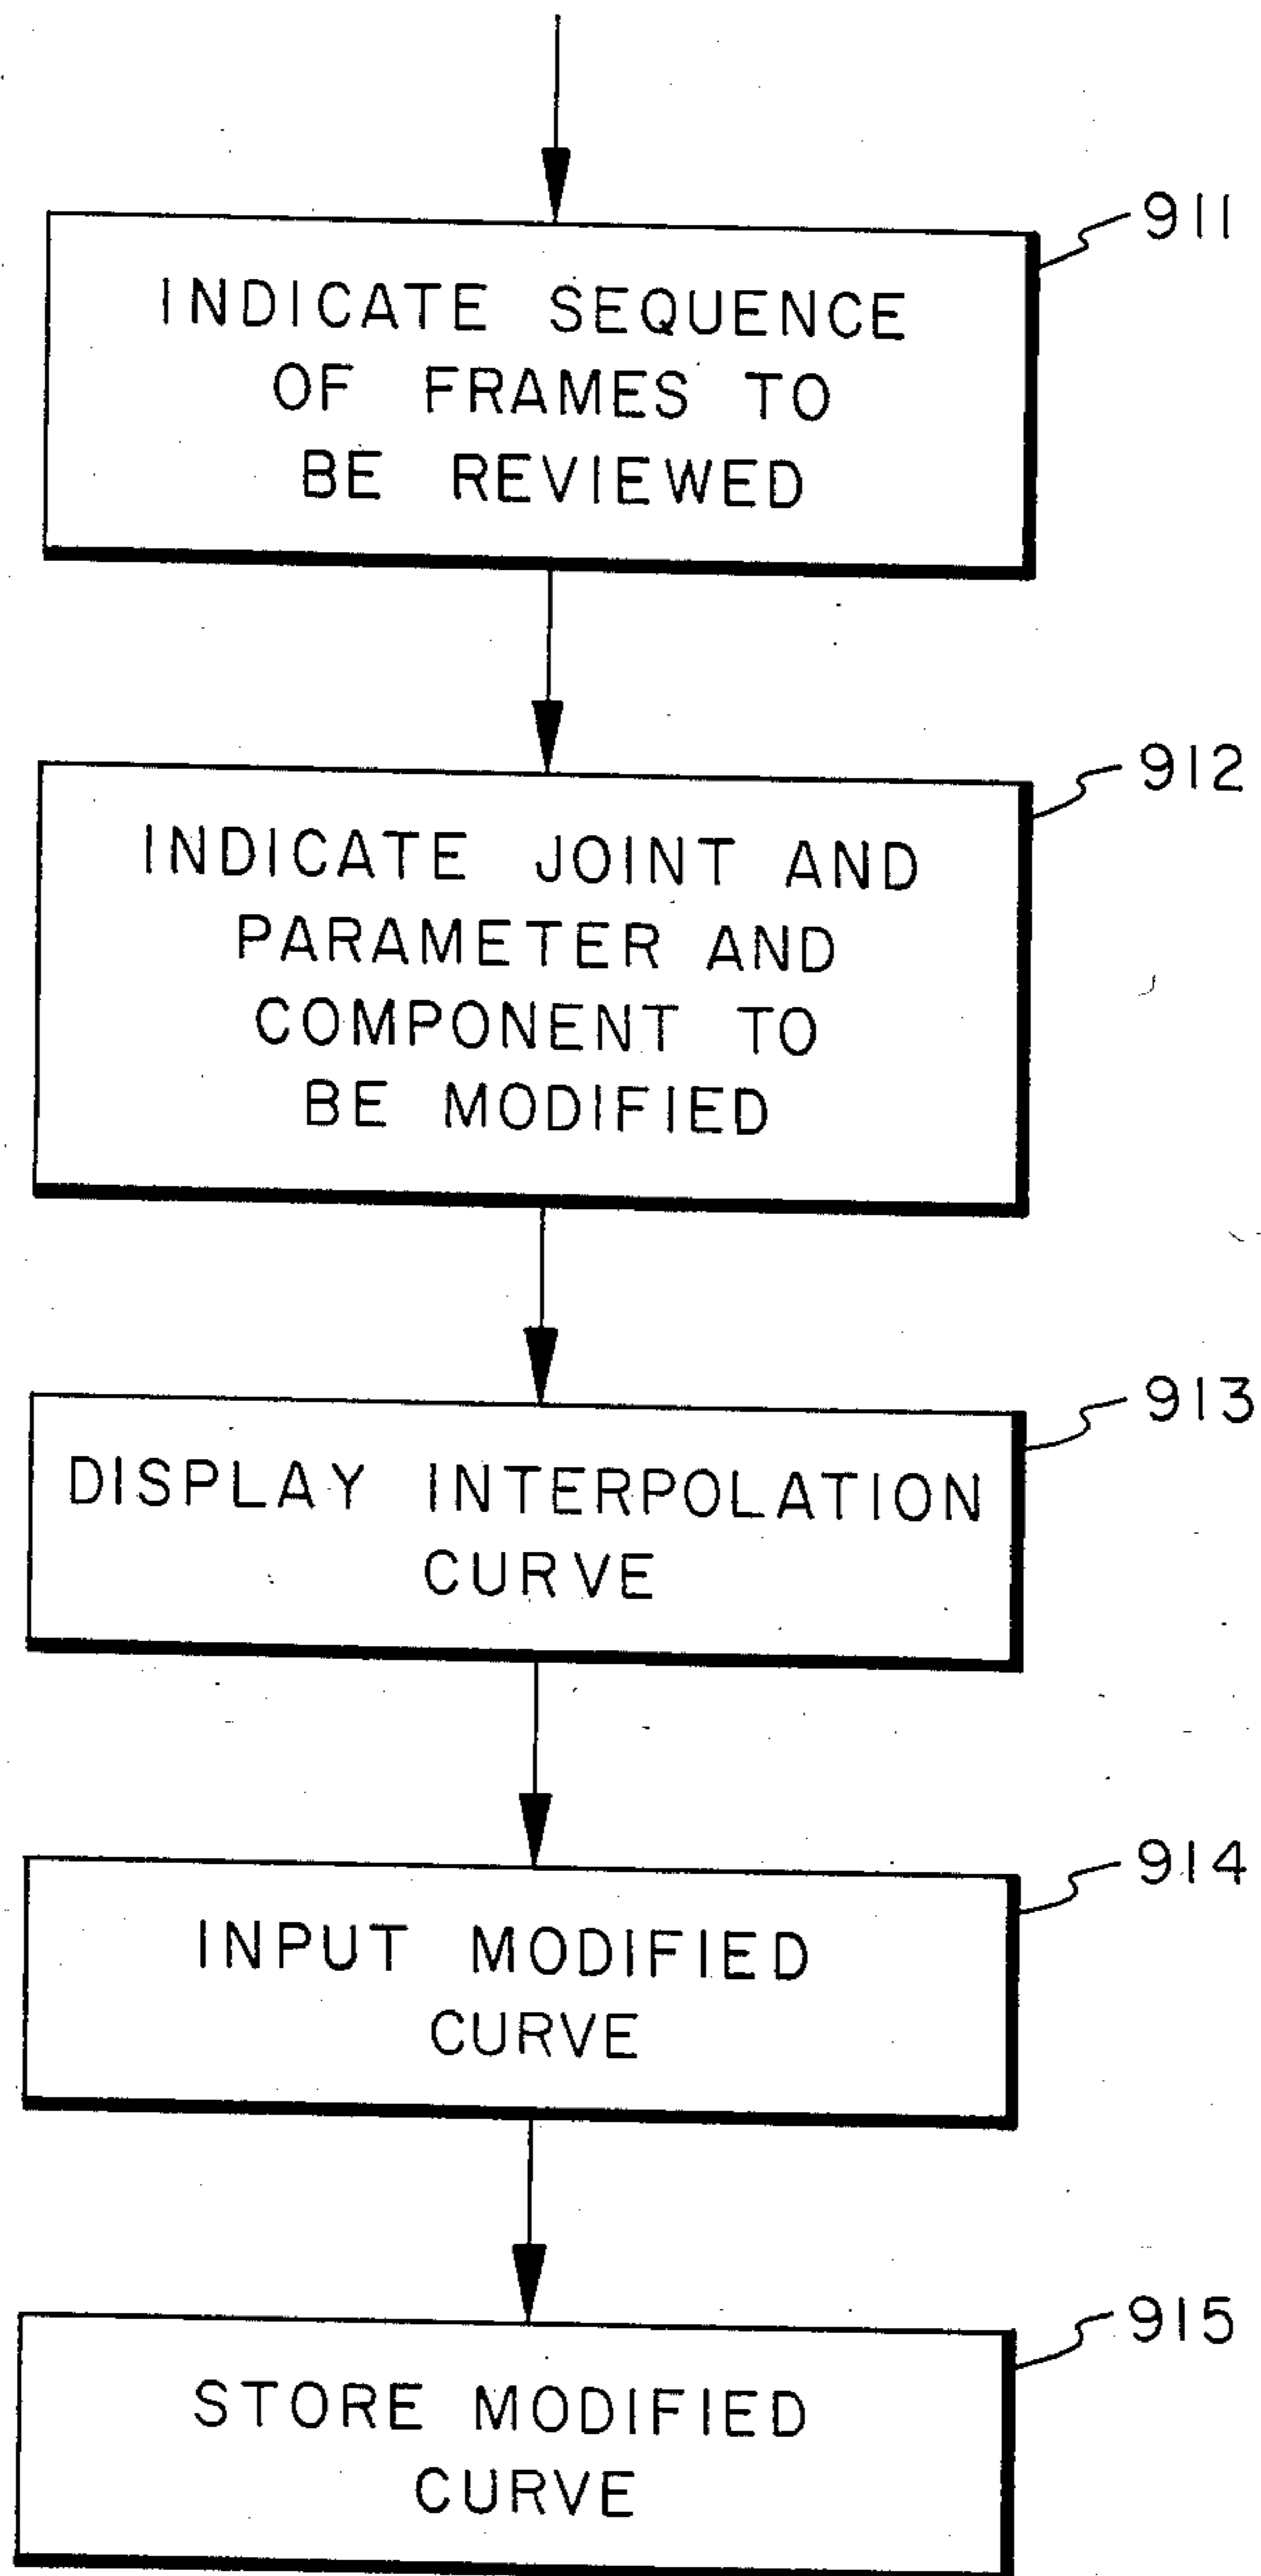 911
INDICATE SEQUENCE
OF FRAMES TO
BE REVIEWED
912
INDICATE JOINT AND
PARAMETER AND
COMPONENT TO
BE MODIFIED
913
DISPLAY INTERPOLATION
CURVE
914
INPUT MODIFIED
CURVE
915
STORE MODIFIED
CURVE